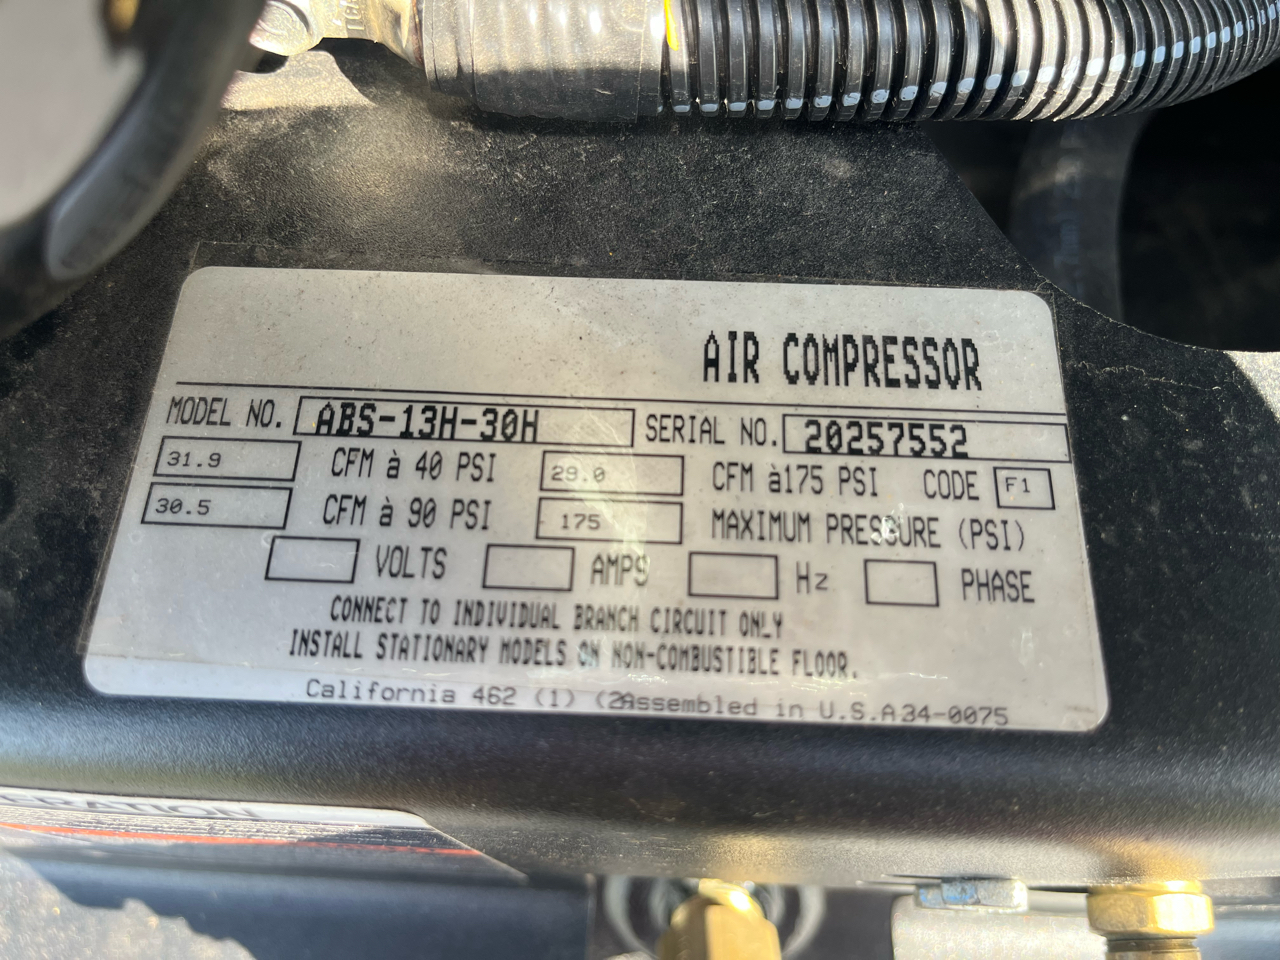 AIR COMPRESSOR
MODEL NO. ABS-13H-30H SERIAL NO. 20257552
31.9 CFM à 40 PSI 29.0 CFM à175 PSI CODE F1
30.5 CFM à 90 PSI 175 MAXIMUM PRESSURE (PSI)
VOLTS AMPS Hz PHASE
CONNECT TO INDIVIDUAL BRANCH CIRCUIT ONLY
INSTALL STATIONARY MODELS ON NON-COMBUSTIBLE FLOOR.
California 462 (1) (2Assembled in U.S.A34-0075